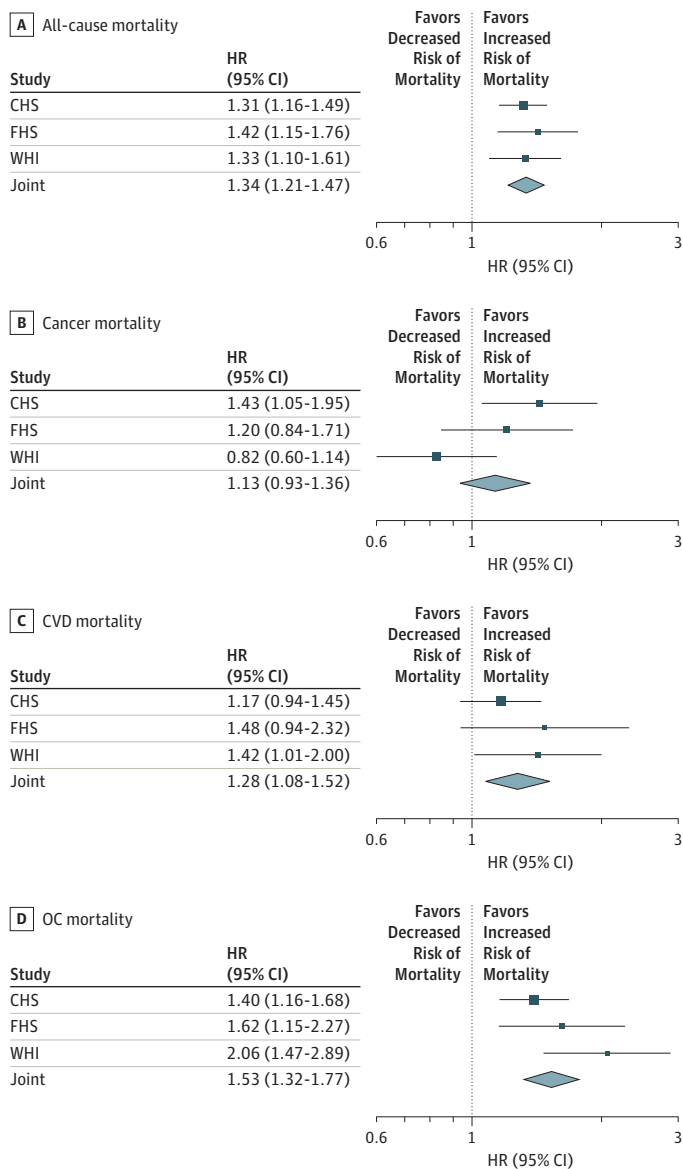 A All-cause mortality
Favors Decreased Risk of Mortality
Favors Increased Risk of Mortality
Study HR (95% CI)
CHS 1.31 (1.16-1.49)
FHS 1.42 (1.15-1.76)
WHI 1.33 (1.10-1.61)
Joint 1.34 (1.21-1.47)
0.6 1 3
HR (95% CI)
B Cancer mortality
Favors Decreased Risk of Mortality
Favors Increased Risk of Mortality
Study HR (95% CI)
CHS 1.43 (1.05-1.95)
FHS 1.20 (0.84-1.71)
WHI 0.82 (0.60-1.14)
Joint 1.13 (0.93-1.36)
0.6 1 3
HR (95% CI)
C CVD mortality
Favors Decreased Risk of Mortality
Favors Increased Risk of Mortality
Study HR (95% CI)
CHS 1.17 (0.94-1.45)
FHS 1.48 (0.94-2.32)
WHI 1.42 (1.01-2.00)
Joint 1.28 (1.08-1.52)
0.6 1 3
HR (95% CI)
D OC mortality
Favors Decreased Risk of Mortality
Favors Increased Risk of Mortality
Study HR (95% CI)
CHS 1.40 (1.16-1.68)
FHS 1.62 (1.15-2.27)
WHI 2.06 (1.47-2.89)
Joint 1.53 (1.32-1.77)
0.6 1 3
HR (95% CI)